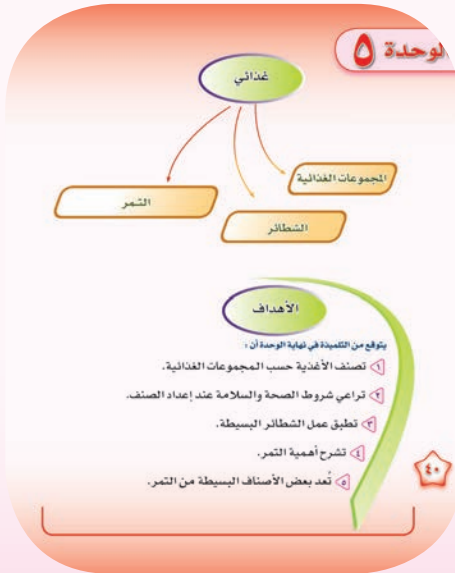 الوحدة ٥
غذائي
المجموعات الغذائية
الشطائر
التمر
الأهداف
يتوقع من التلميذة في نهاية الوحدة أن :
١ تصنف الأغذية حسب المجموعات الغذائية.
٢ تراعي شروط الصحة والسلامة عند إعداد الصنف.
٣ تطبق عمل الشطائر البسيطة.
٤ تشرح أهمية التمر.
٥ تُعد بعض الأصناف البسيطة من التمر.
٤٠